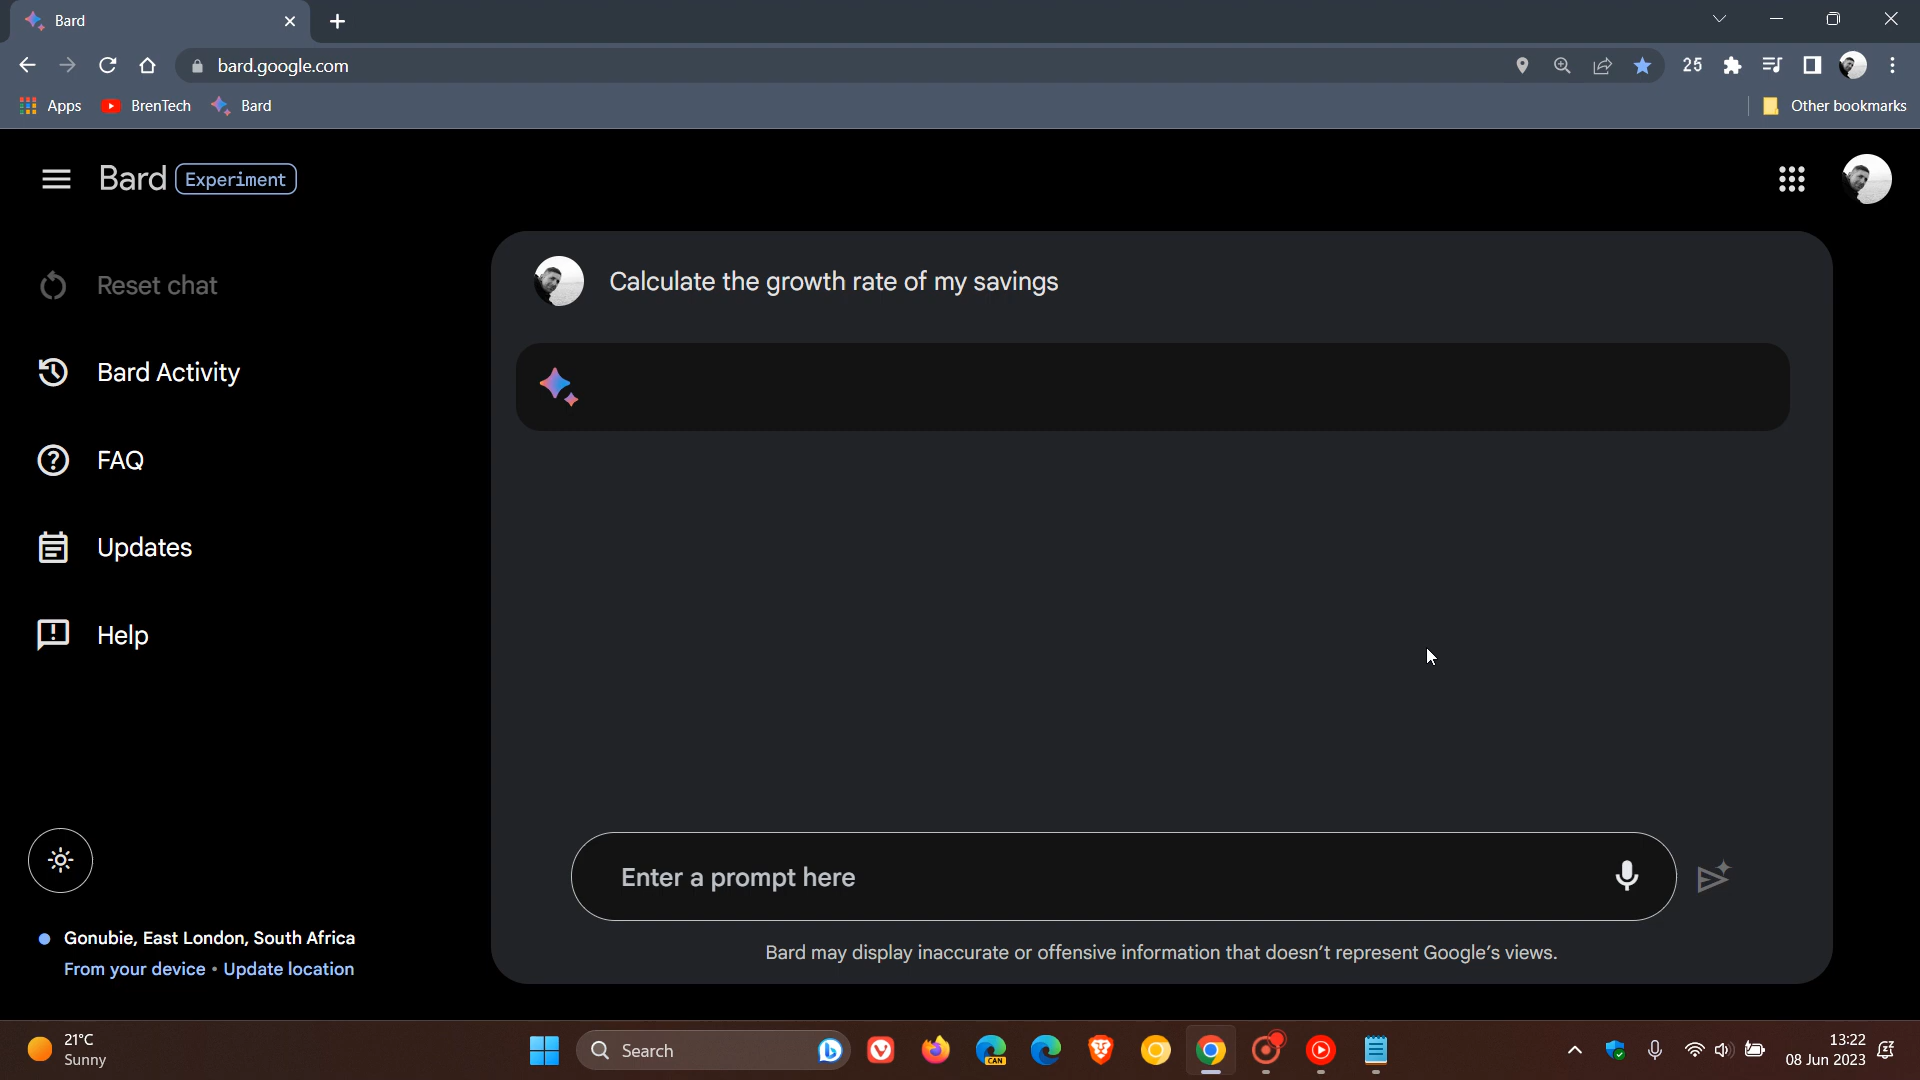 Bard
bard.google.com
25
Apps
BrenTech
Bard
Other bookmarks
Bard Experiment
Reset chat
Bard Activity
FAQ
Updates
Help
Gonubie, East London, South Africa
From your device • Update location
Calculate the growth rate of my savings
Enter a prompt here
Bard may display inaccurate or offensive information that doesn't represent Google's views.
21°C
Sunny
Search
CAN
13:22
08 Jun 2023